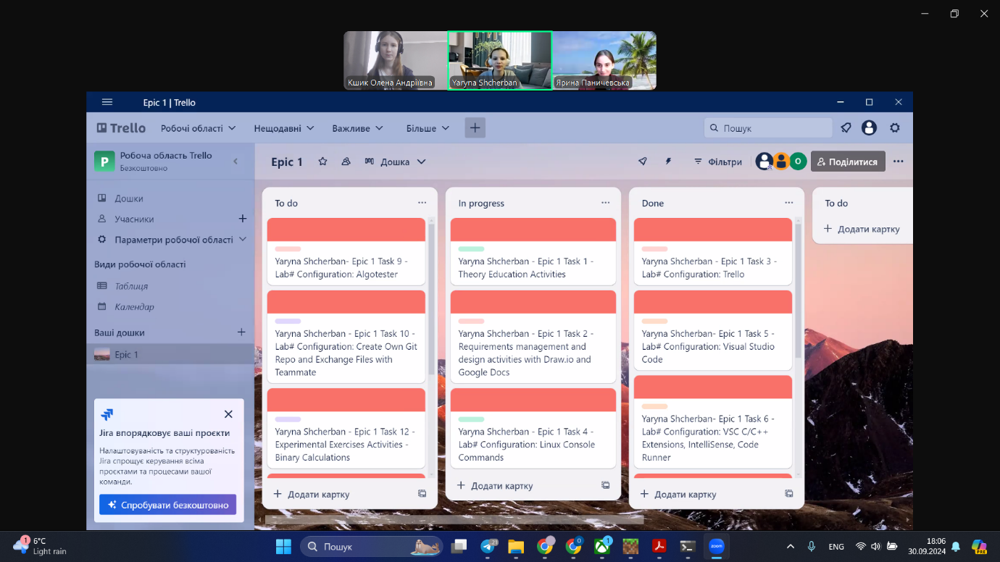 Кшик Олена Андріївна
Yaryna Shcherban
Ярина Паничевська
Epic 1 | Trello
Trello
Робочі області
Нещодавні
Важливе
Більше
Пошук
P
Робоча область Trello
Безкоштовно
Epic 1
Дошка
Фільтри
O
Поділитися
Дошки
Учасники
Параметри робочої області
Види робочої області
Таблиця
Календар
Ваші дошки
Epic 1
Jira впорядковує ваші проєкти
Налаштовуваність та структурованість
Jira спрощує керування всіма
проєктами та процесами вашої
команди.
Спробувати безкоштовно
To do
Yaryna Shcherban- Epic 1 Task 9 -
Lab# Configuration: Algotester
Yaryna Shcherban - Epic 1 Task 10 -
Lab# Configuration: Create Own Git
Repo and Exchange Files with
Teammate
Yaryna Shcherban - Epic 1 Task 12 -
Experimental Exercises Activities -
Binary Calculations
Додати картку
In progress
Yaryna Shcherban - Epic 1 Task 1 -
Theory Education Activities
Yaryna Shcherban - Epic 1 Task 2 -
Requirements management and
design activities with Draw.io and
Google Docs
Yaryna Shcherban - Epic 1 Task 4 -
Lab# Configuration: Linux Console
Commands
Додати картку
Done
Yaryna Shcherban - Epic 1 Task 3 -
Lab# Configuration: Trello
Yaryna Shcherban - Epic 1 Task 5 -
Lab# Configuration: Visual Studio
Code
Yaryna Shcherban- Epic 1 Task 6 -
Lab# Configuration: VSC C/C++
Extensions, IntelliSense, Code
Runner
Додати картку
To do
Додати картку
1
6°C
Light rain
Пошук
21
0
1
zoom
ENG
18:06
30.09.2024
PRE